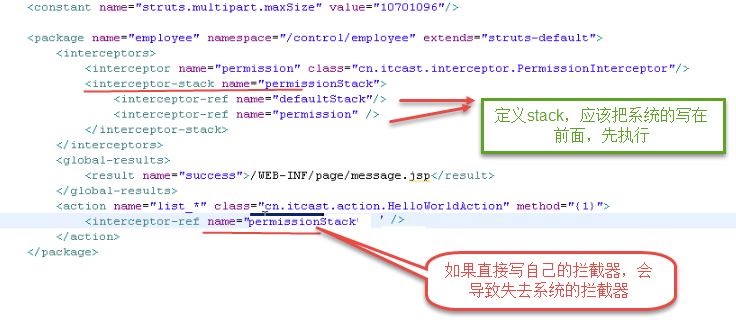 <constant name="struts.multipart.maxSize" value="10701096"/>
<package name="employee" namespace="/control/employee" extends="struts-default">
<interceptors>
<interceptor name="permission" class="cn.itcast.interceptor.PermissionInterceptor"/>
<interceptor-stack name="permissionStack">
<interceptor-ref name="defaultStack"/>
<interceptor-ref name="permission" />
</interceptor-stack>
</interceptors>
<global-results>
<result name="success">/WEB-INF/page/message.jsp</result>
</global-results>
<action name="list_*" class="cn.itcast.action.HelloWorldAction" method="{1}">
<interceptor-ref name="permissionStack' ' />
</action>
</package>
定义stack，应该把系统的写在
前面，先执行
如果直接写自己的拦截器，会
导致失去系统的拦截器